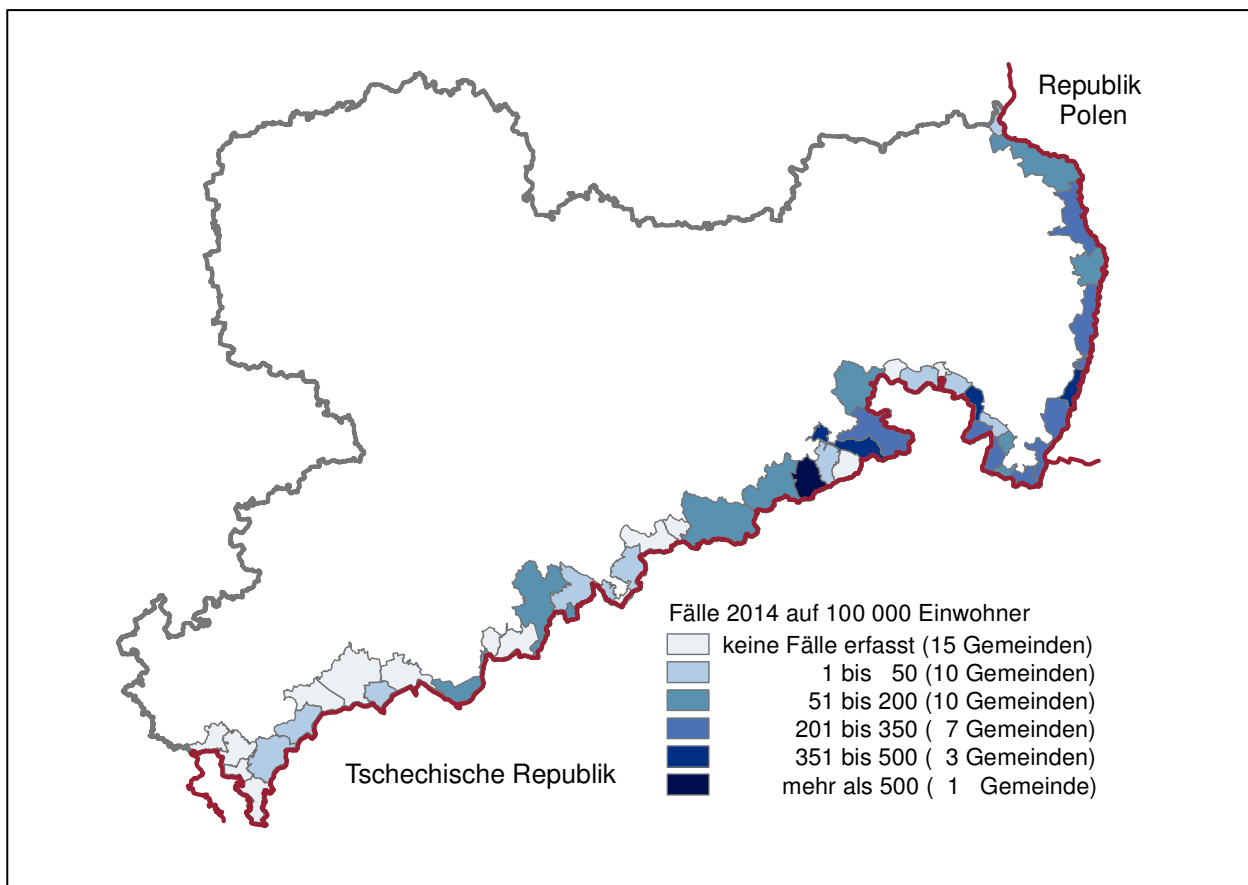 Republik
Polen
Fälle 2014 auf 100 000 Einwohner
keine Fälle erfasst (15 Gemeinden)
1 bis 50 (10 Gemeinden)
51 bis 200 (10 Gemeinden)
201 bis 350 ( 7 Gemeinden)
351 bis 500 ( 3 Gemeinden)
mehr als 500 ( 1 Gemeinde)
Tschechische Republik